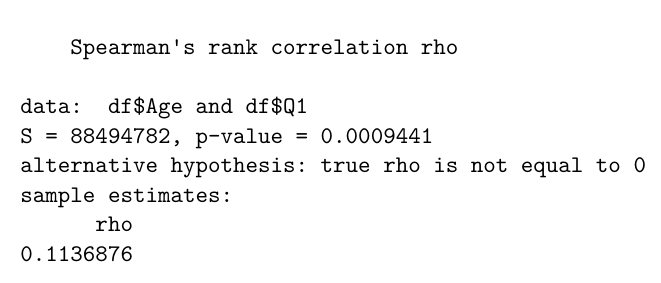 Spearman's rank correlation rho
data: df$Age and df$Q1
S = 88494782, p-value = 0.0009441
alternative hypothesis: true rho is not equal to 0
sample estimates:
rho
0.1136876